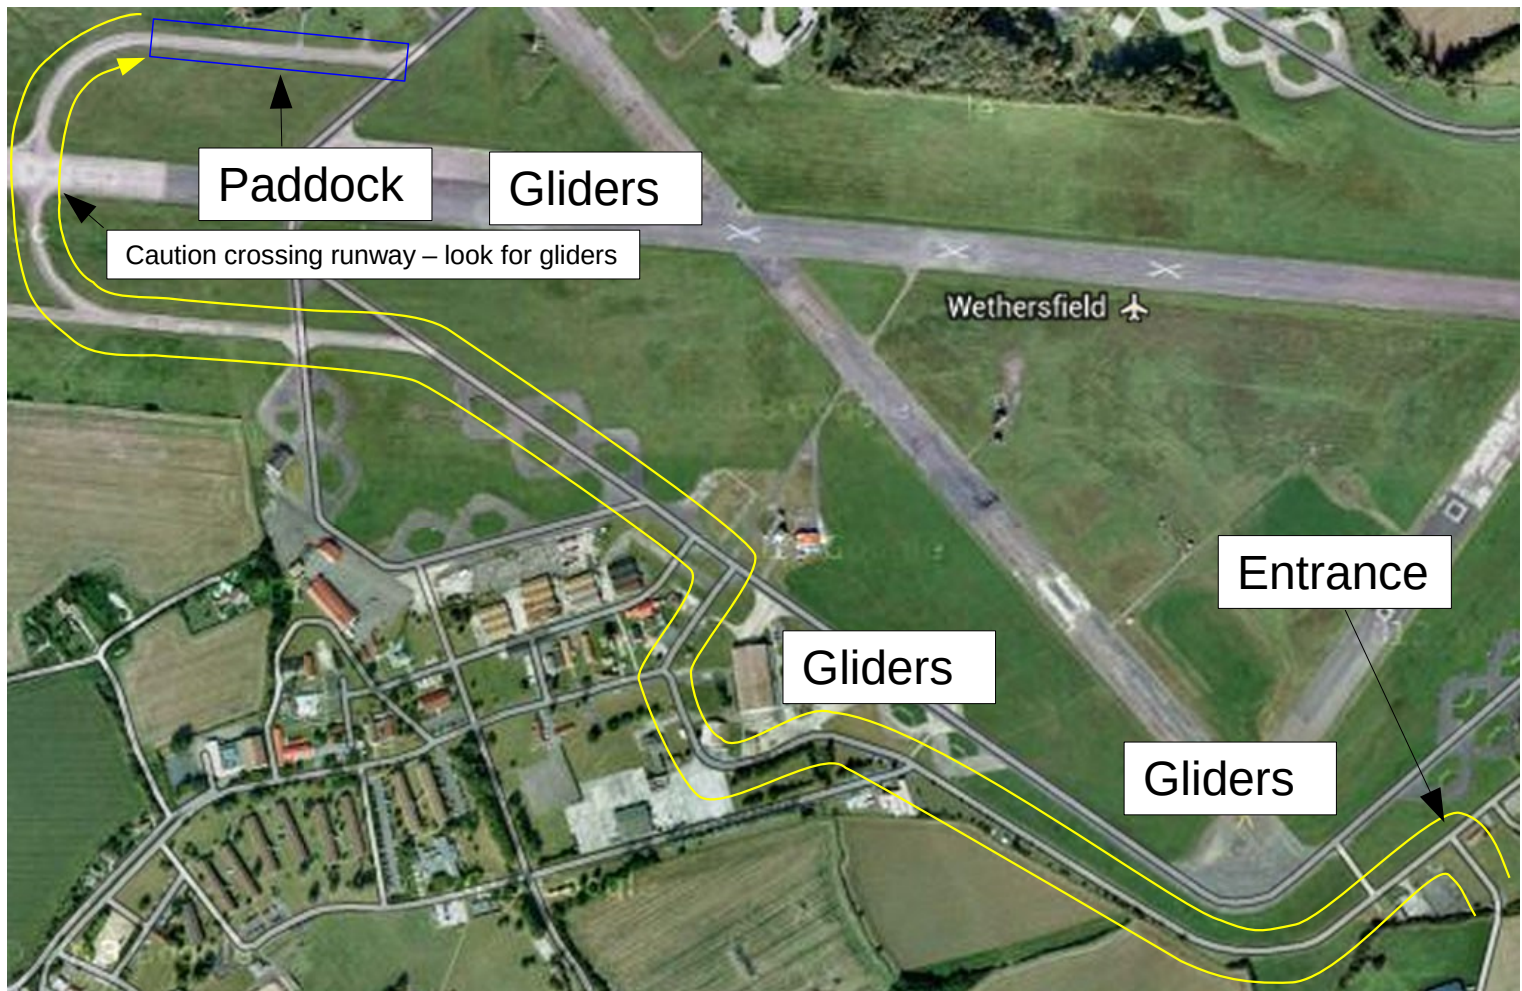 Paddock
Gliders
Caution crossing runway – look for gliders
Wethersfield
Entrance
Gliders
Gliders